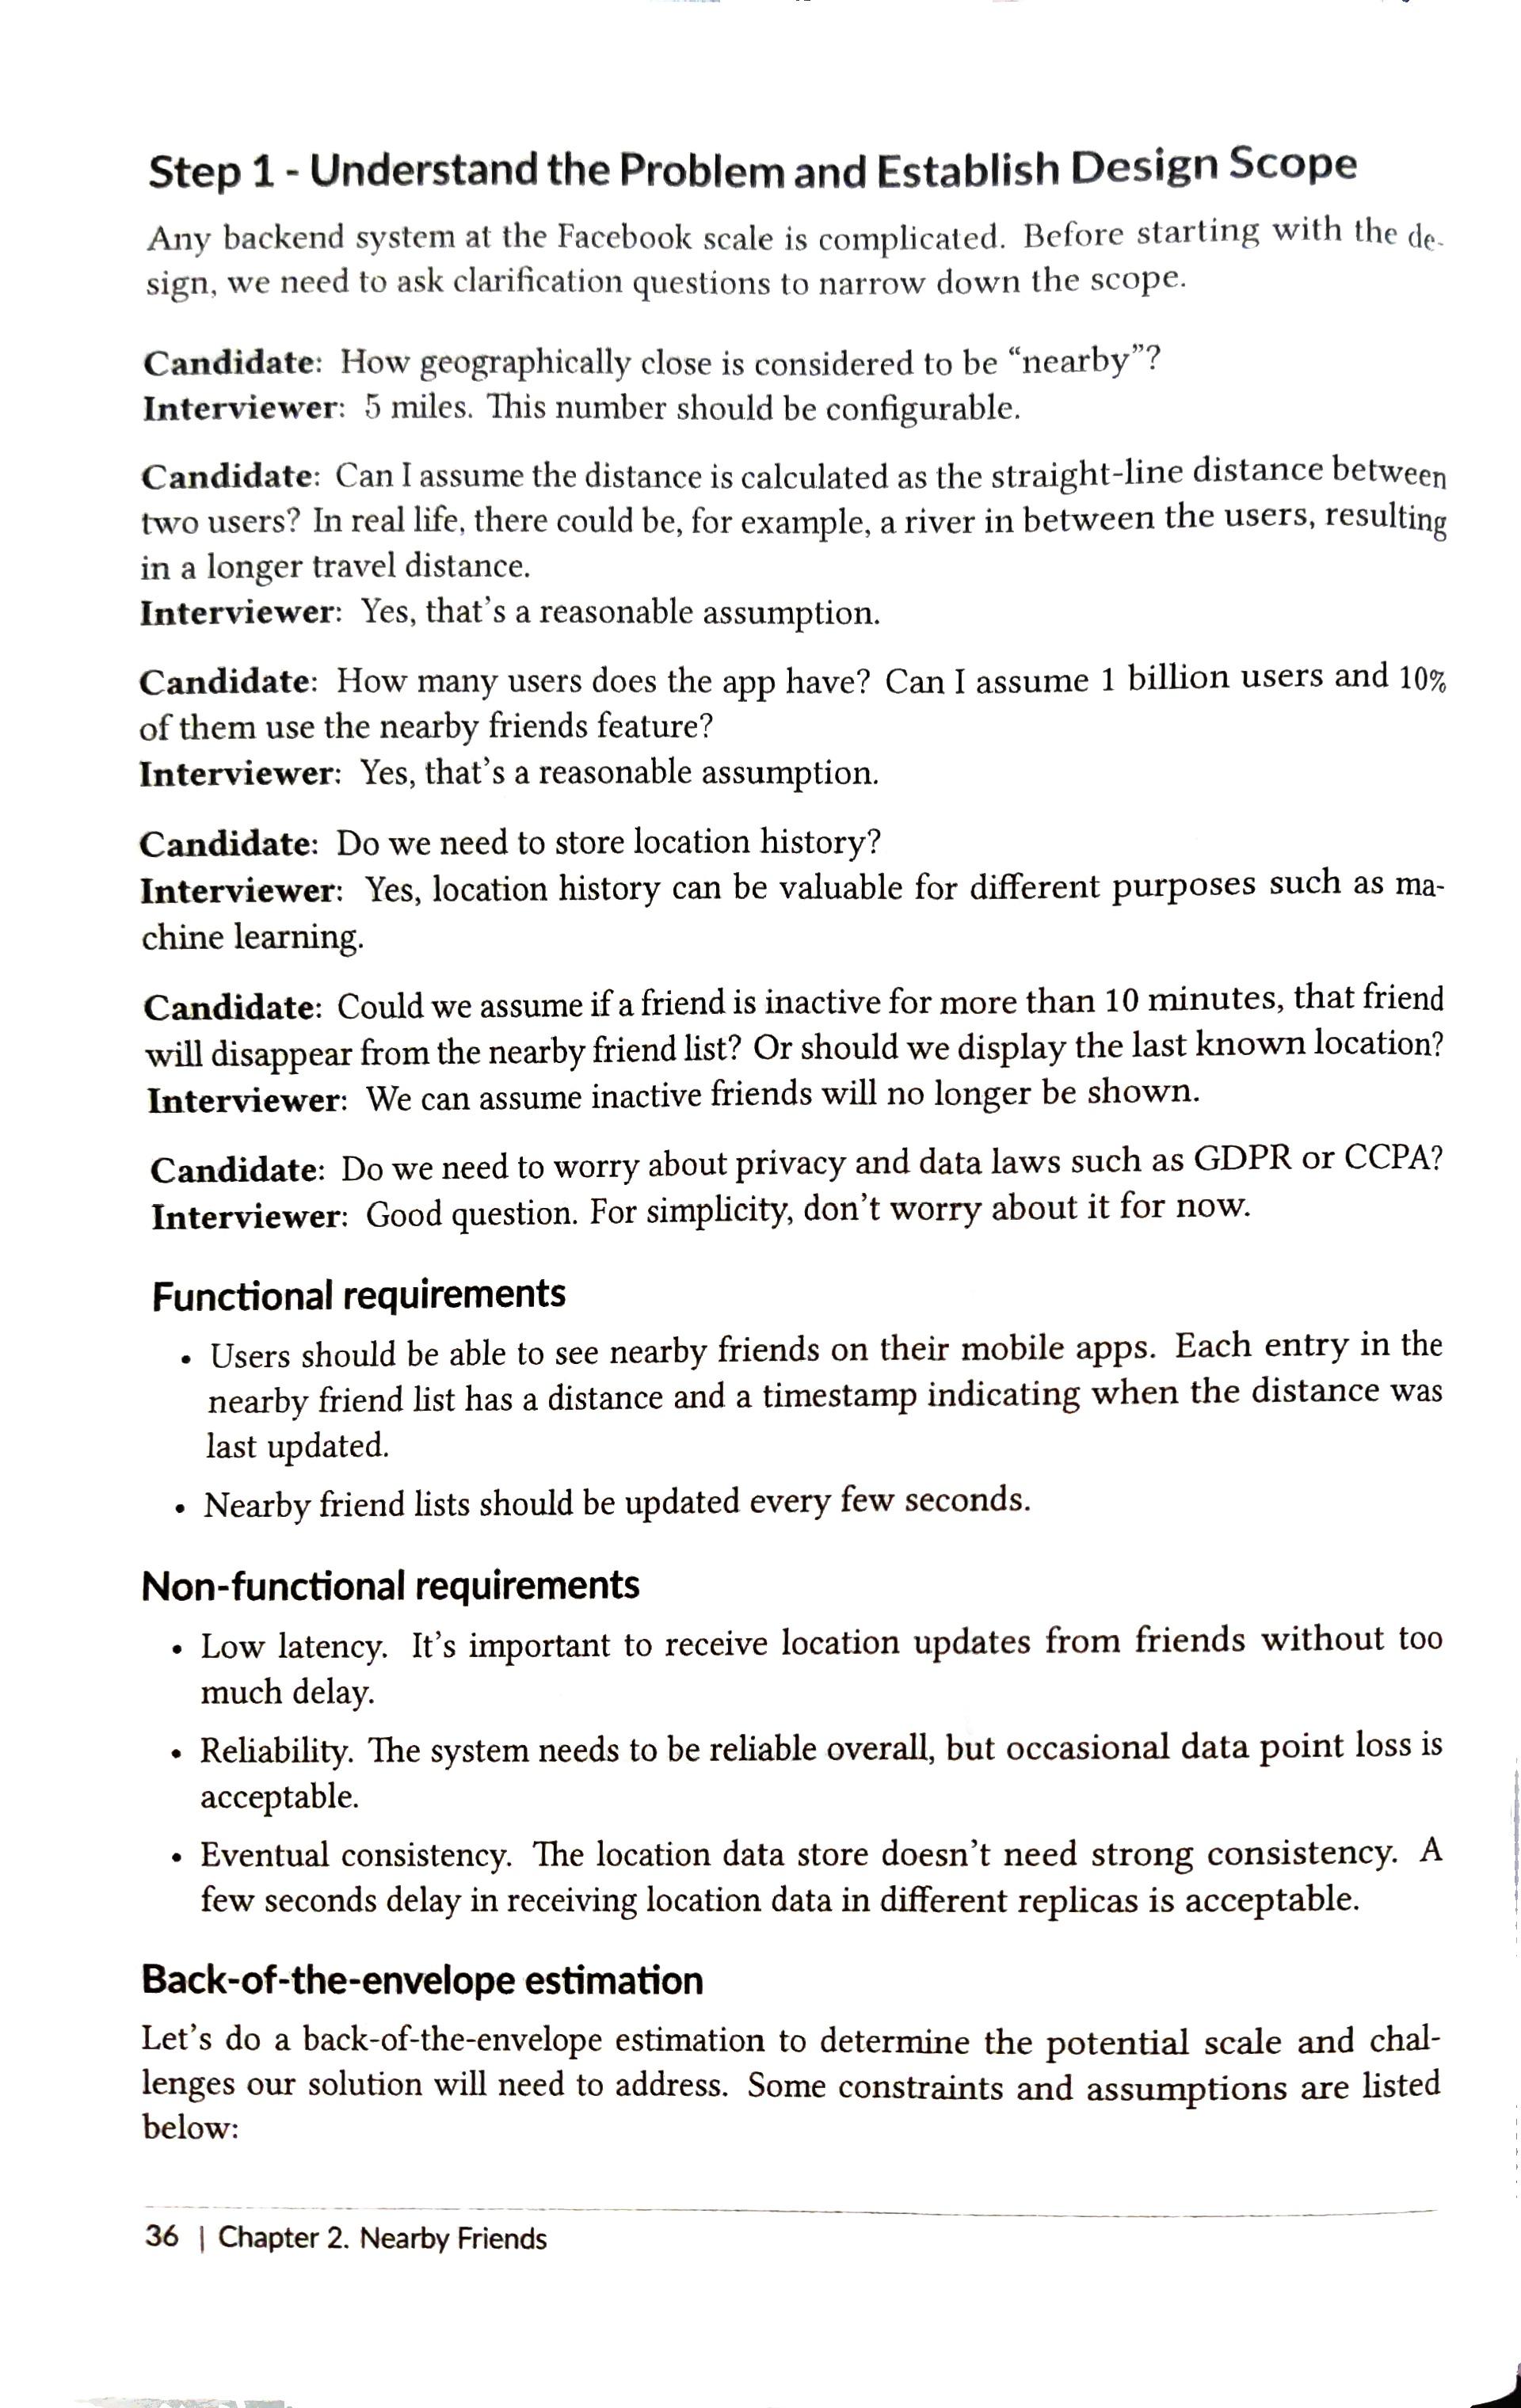 Step 1 - Understand the Problem and Establish Design Scope
Any backend system at the Facebook scale is complicated. Before starting with the de-
sign, we need to ask clarification questions to narrow down the scope.
Candidate: How geographically close is considered to be “nearby”?
Interviewer: 5 miles. This number should be configurable.
Candidate: Can I assume the distance is calculated as the straight-line distance between
two users? In real life, there could be, for example, a river in between the users, resulting
in a longer travel distance.
Interviewer: Yes, that’s a reasonable assumption.
Candidate: How many users does the app have? Can I assume 1 billion users and 10%
of them use the nearby friends feature?
Interviewer: Yes, that’s a reasonable assumption.
Candidate: Do we need to store location history?
Interviewer: Yes, location history can be valuable for different purposes such as ma-
chine learning.
Candidate: Could we assume if a friend is inactive for more than 10 minutes, that friend
will disappear from the nearby friend list? Or should we display the last known location?
Interviewer: We can assume inactive friends will no longer be shown.
Candidate: Do we need to worry about privacy and data laws such as GDPR or CCPA?
Interviewer: Good question. For simplicity, don’t worry about it for now.
Functional requirements
• Users should be able to see nearby friends on their mobile apps. Each entry in the
nearby friend list has a distance and a timestamp indicating when the distance was
last updated.
• Nearby friend lists should be updated every few seconds.
Non-functional requirements
• Low latency. It’s important to receive location updates from friends without too
much delay.
• Reliability. The system needs to be reliable overall, but occasional data point loss is
acceptable.
• Eventual consistency. The location data store doesn’t need strong consistency. A
few seconds delay in receiving location data in different replicas is acceptable.
Back-of-the-envelope estimation
Let’s do a back-of-the-envelope estimation to determine the potential scale and chal-
lenges our solution will need to address. Some constraints and assumptions are listed
below:
36 | Chapter 2. Nearby Friends